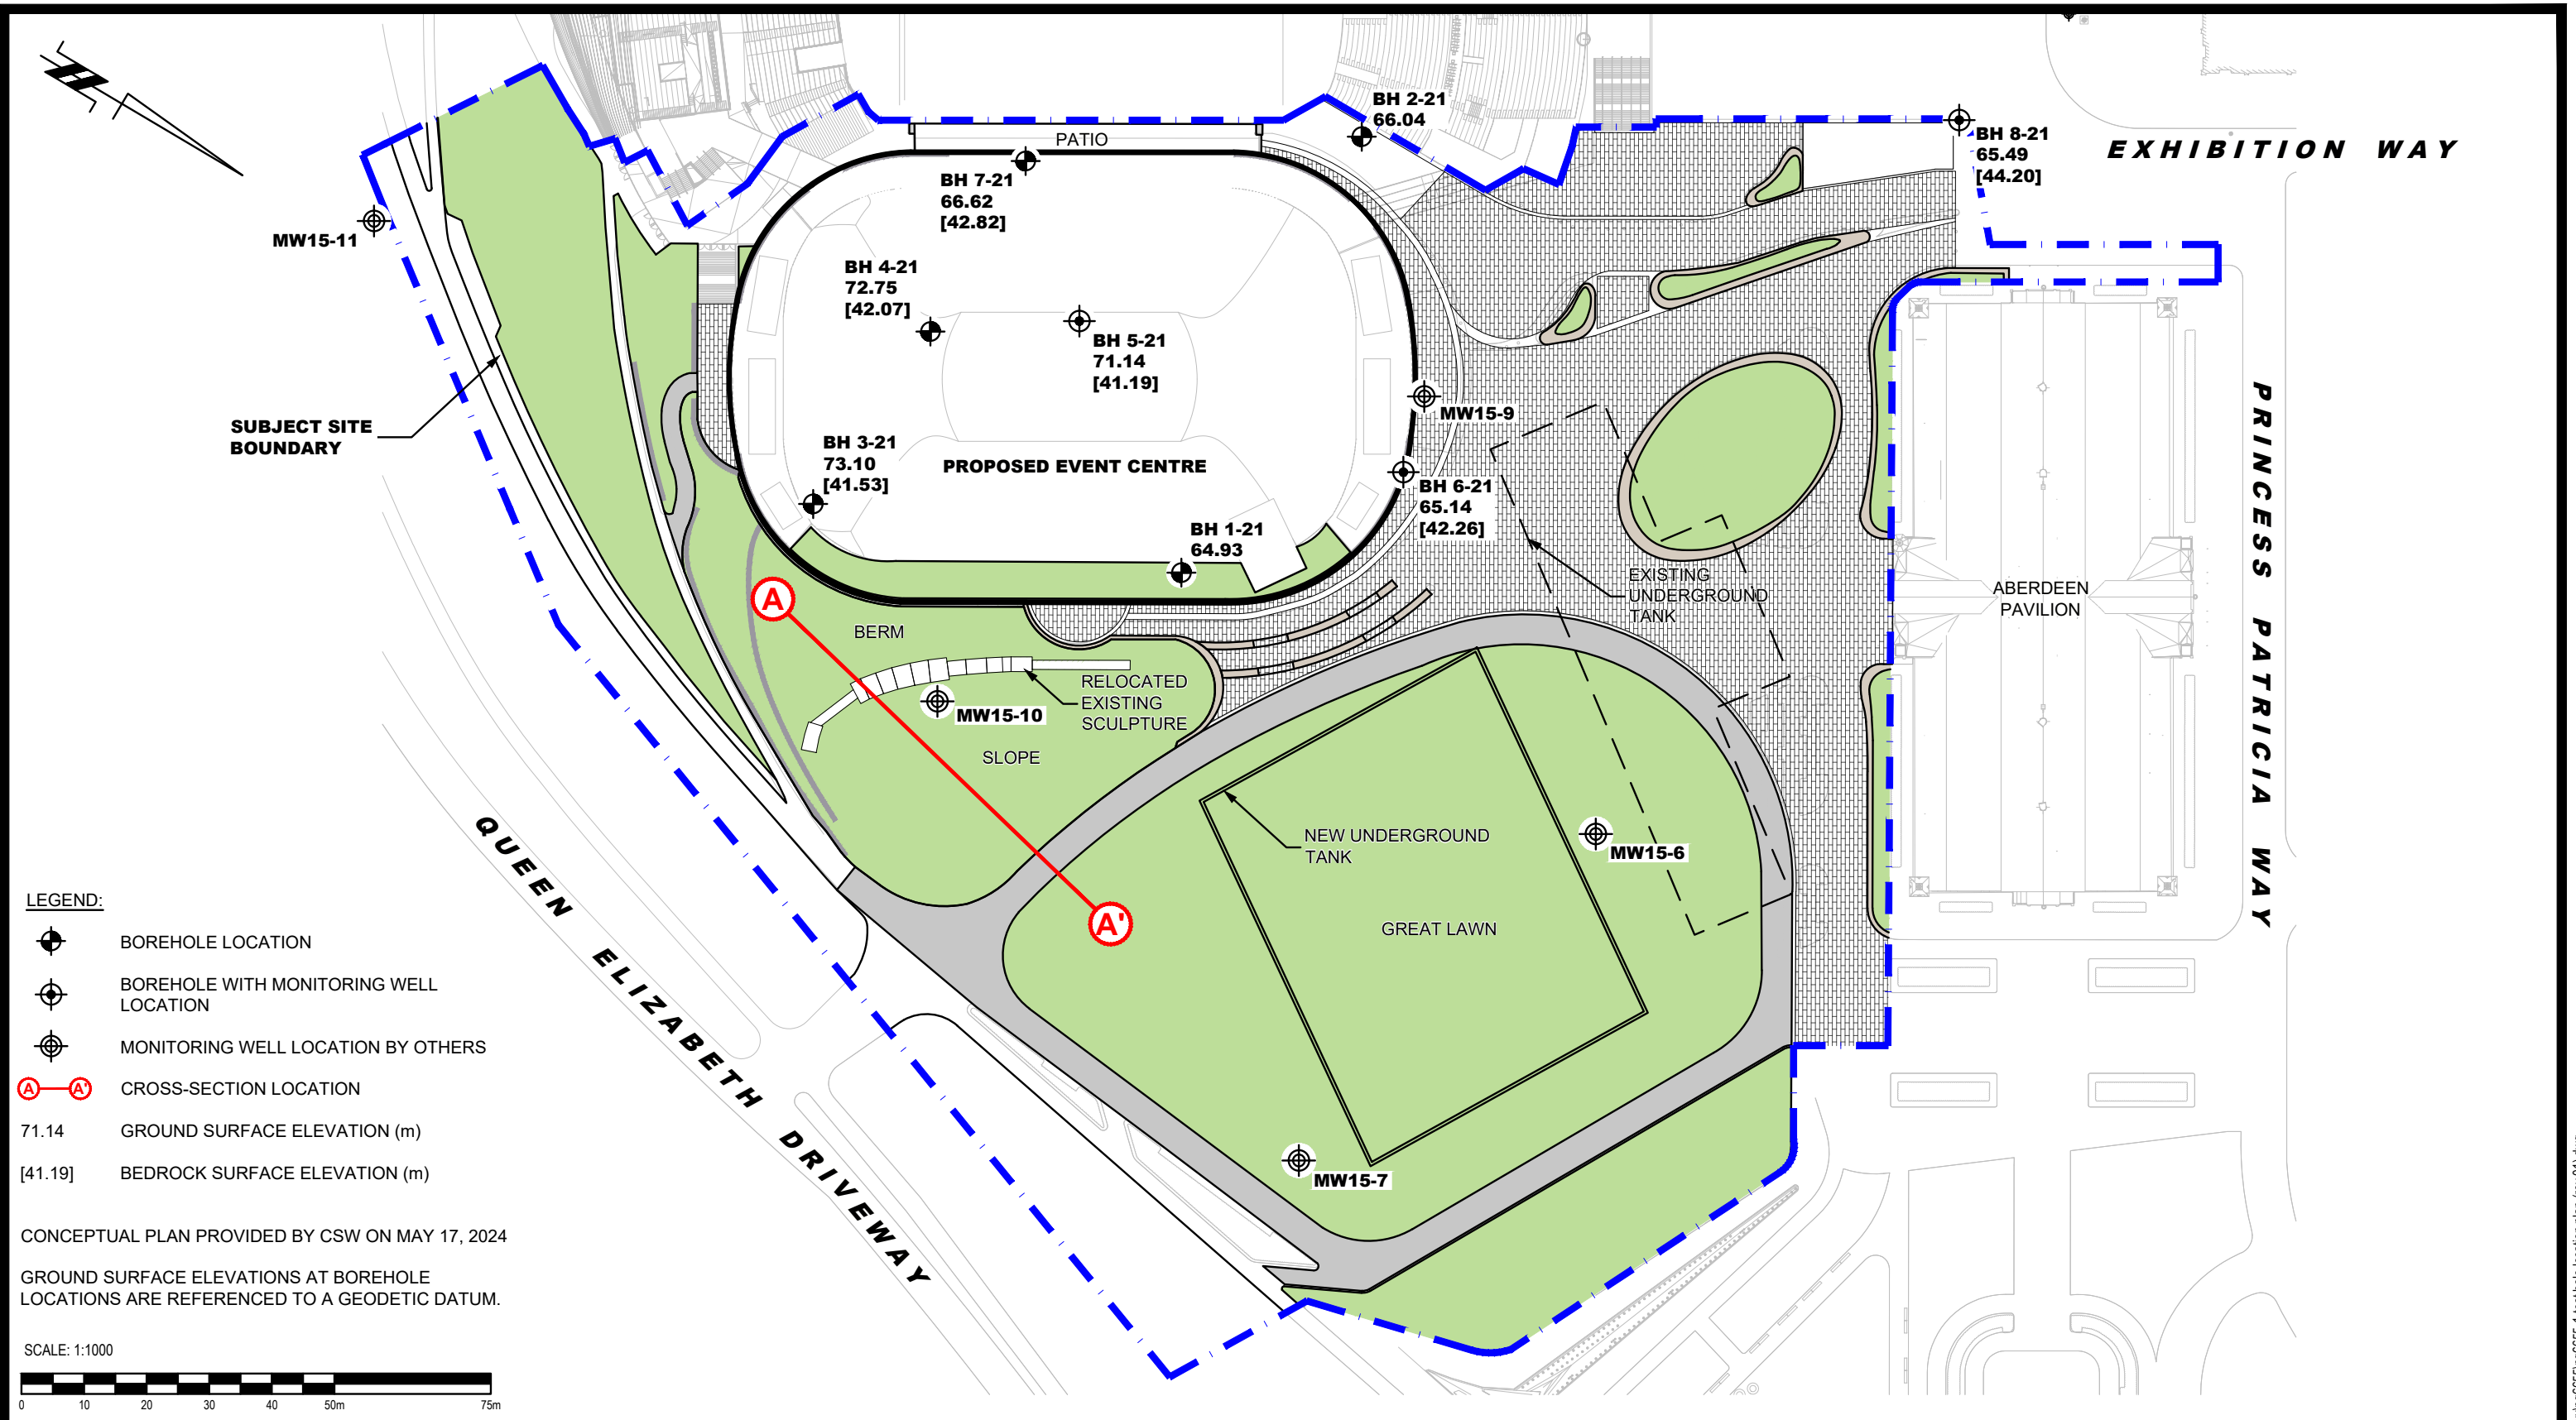 BH 2-21
66.04
PATIO
BH 8-21
65.49
[44.20]
EXHIBITION WAY
BH 7-21
66.62
[42.82]
MW15-11
BH 4-21
72.75
[42.07]
BH 5-21
71.14
[41.19]
MW15-9
SUBJECT SITE
BOUNDARY
BH 3-21
73.10
[41.53]
PROPOSED EVENT CENTRE
BH 6-21
65.14
[42.26]
BH 1-21
64.93
PRINCESS PATRICIA WAY
EXISTING
UNDERGROUND
TANK
ABERDEEN
PAVILION
A
BERM
RELOCATED
EXISTING
SCULPTURE
MW15-10
SLOPE
NEW UNDERGROUND
TANK
MW15-6
A'
GREAT LAWN
QUEEN ELIZABETH DRIVEWAY
MW15-7
LEGEND:
BOREHOLE LOCATION
BOREHOLE WITH MONITORING WELL
LOCATION
MONITORING WELL LOCATION BY OTHERS
A A' CROSS-SECTION LOCATION
71.14 GROUND SURFACE ELEVATION (m)
[41.19] BEDROCK SURFACE ELEVATION (m)
CONCEPTUAL PLAN PROVIDED BY CSW ON MAY 17, 2024
GROUND SURFACE ELEVATIONS AT BOREHOLE
LOCATIONS ARE REFERENCED TO A GEODETIC DATUM.
SCALE: 1:1000
0 10 20 30 40 50m 75m